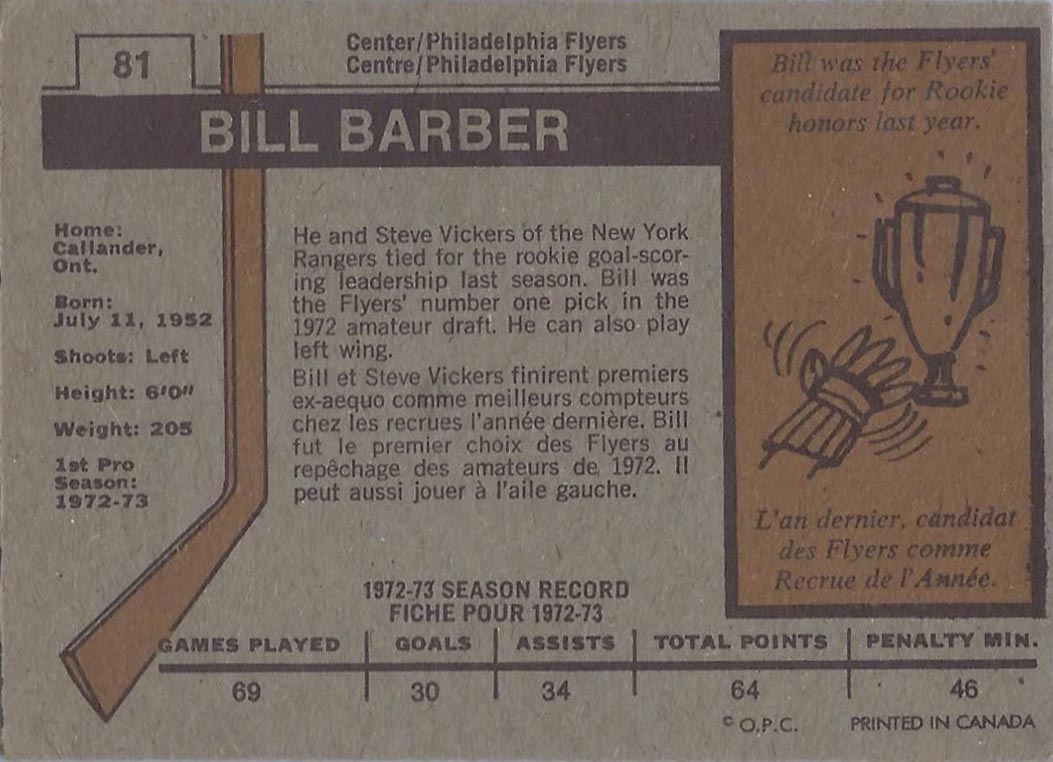 81
Center/Philadelphia Flyers
Centre/Philadelphia Flyers
BILL BARBER
Home:
Callander,
Ont.
Born:
July 11, 1952
Shoots: Left
Height: 6'0"
Weight: 205
1st Pro
Season:
1972-73
He and Steve Vickers of the New York
Rangers tied for the rookie goal-scor-
ing leadership last season. Bill was
the Flyers' number one pick in the
1972 amateur draft. He can also play
left wing.
Bill et Steve Vickers finirent premiers
ex-aequo comme meilleurs compteurs
chez les recrues l'année dernière. Bill
fut le premier choix des Flyers au
repêchage des amateurs de 1972. Il
peut aussi jouer à l'aile gauche.
Bill was the Flyers'
candidate for Rookie
honors last year.
L'an dernier, candidat
des Flyers comme
Recrue de l'Année.
1972-73 SEASON RECORD
FICHE POUR 1972-73
GAMES PLAYED GOALS ASSISTS TOTAL POINTS PENALTY MIN.
69 30 34 64 46
© O.P.C. PRINTED IN CANADA